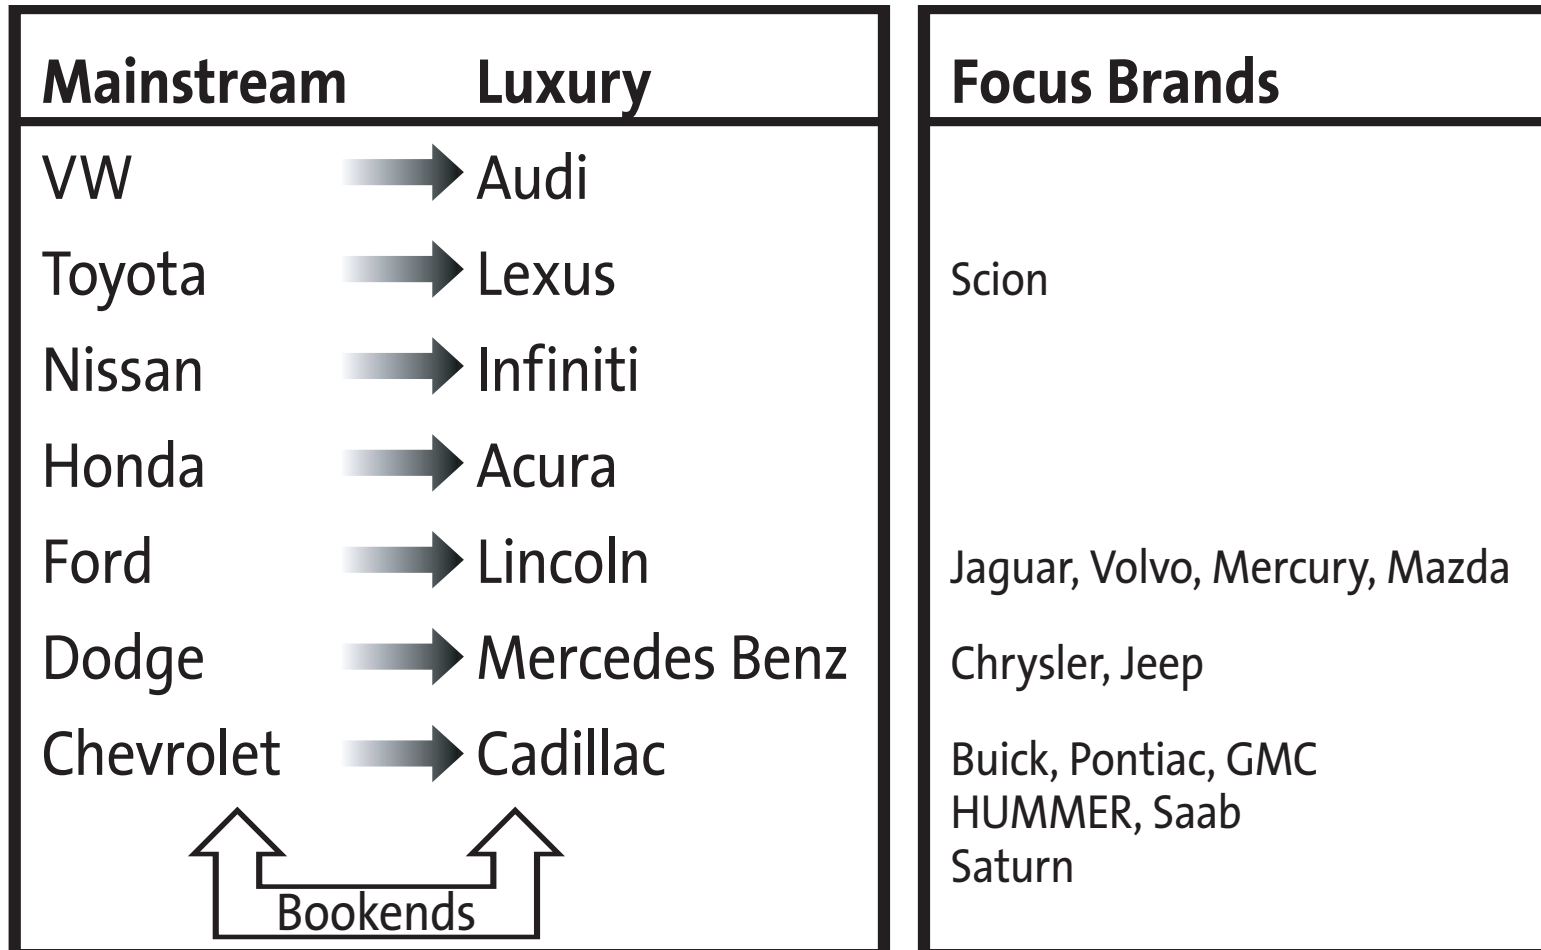 Mainstream Luxury Focus Brands
VW Audi
Toyota Lexus Scion
Nissan Infiniti
Honda Acura
Ford Lincoln Jaguar, Volvo, Mercury, Mazda
Dodge Mercedes Benz Chrysler, Jeep
Chevrolet Cadillac Buick, Pontiac, GMC
HUMMER, Saab
Saturn
Bookends